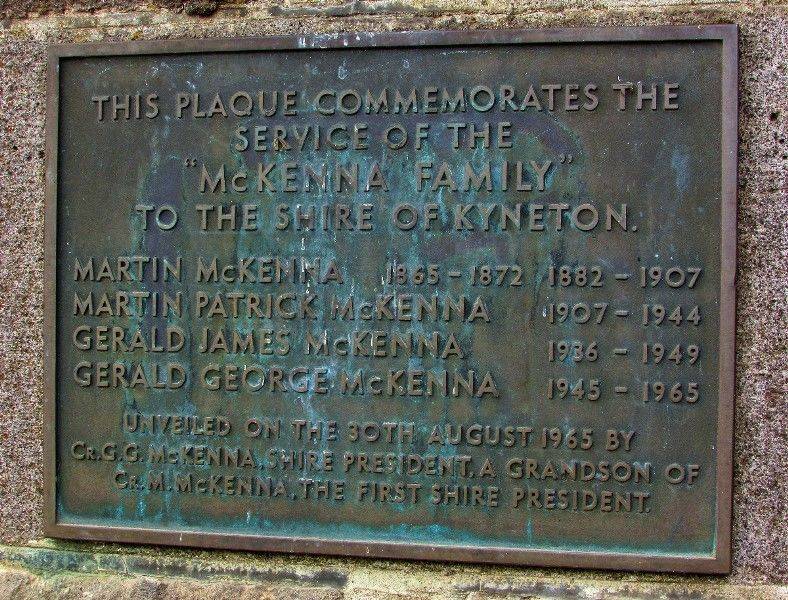 THIS PLAQUE COMMEMORATES THE
SERVICE OF THE
"McKENNA FAMILY"
TO THE SHIRE OF KYNETON.
MARTIN McKENNA 1865 - 1872 1882 - 1907
MARTIN PATRICK McKENNA 1907 - 1944
GERALD JAMES McKENNA 1936 - 1949
GERALD GEORGE McKENNA 1945 - 1965
UNVEILED ON THE 30TH AUGUST 1965 BY
CR. G.G. McKENNA, SHIRE PRESIDENT, A GRANDSON OF
CR. M. McKENNA, THE FIRST SHIRE PRESIDENT.